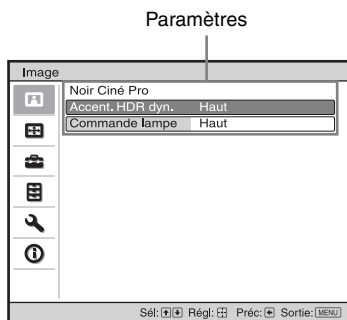 Paramètres
Image
Noir Ciné Pro
Accent. HDR dyn. Haut
Commande lampe Haut
Sél: Régl: Préc: Sortie: MENU